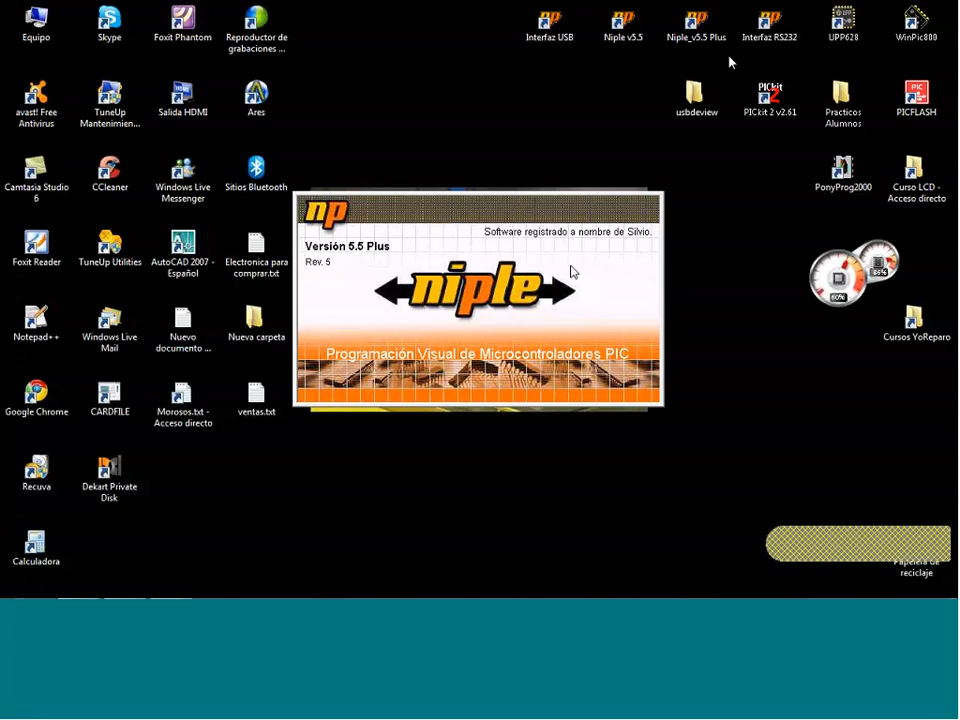 Equipo
Skype
Foxit Phantom
Reproductor de
grabaciones ...
Interfaz USB
Niple v5.5
Niple_v5.5 Plus
Interfaz RS232
UPP628
WinPic800
avast! Free
Antivirus
TuneUp
Mantenimien...
Salida HDMI
Ares
usbdeview
PICkit
2
PICkit 2 v2.61
Practicos
Alumnos
PIC
PICFLASH
Camtasia Studio
6
CCleaner
Windows Live
Messenger
Sitios Bluetooth
PonyProg2000
Curso LCD -
Acceso directo
np
Software registrado a nombre de Silvio.
Versión 5.5 Plus
Rev. 5
niple
Programación Visual de Microcontroladores PIC
Foxit Reader
TuneUp Utilities
AutoCAD 2007 -
Español
Electronica para
comprar.txt
86%
60%
Notepad++
Windows Live
Mail
Nuevo
documento ...
Nueva carpeta
Cursos YoReparo
Google Chrome
CARDFILE
Morosos.txt -
Acceso directo
ventas.txt
Recuva
Dekart Private
Disk
Calculadora
Papelera de
reciclaje